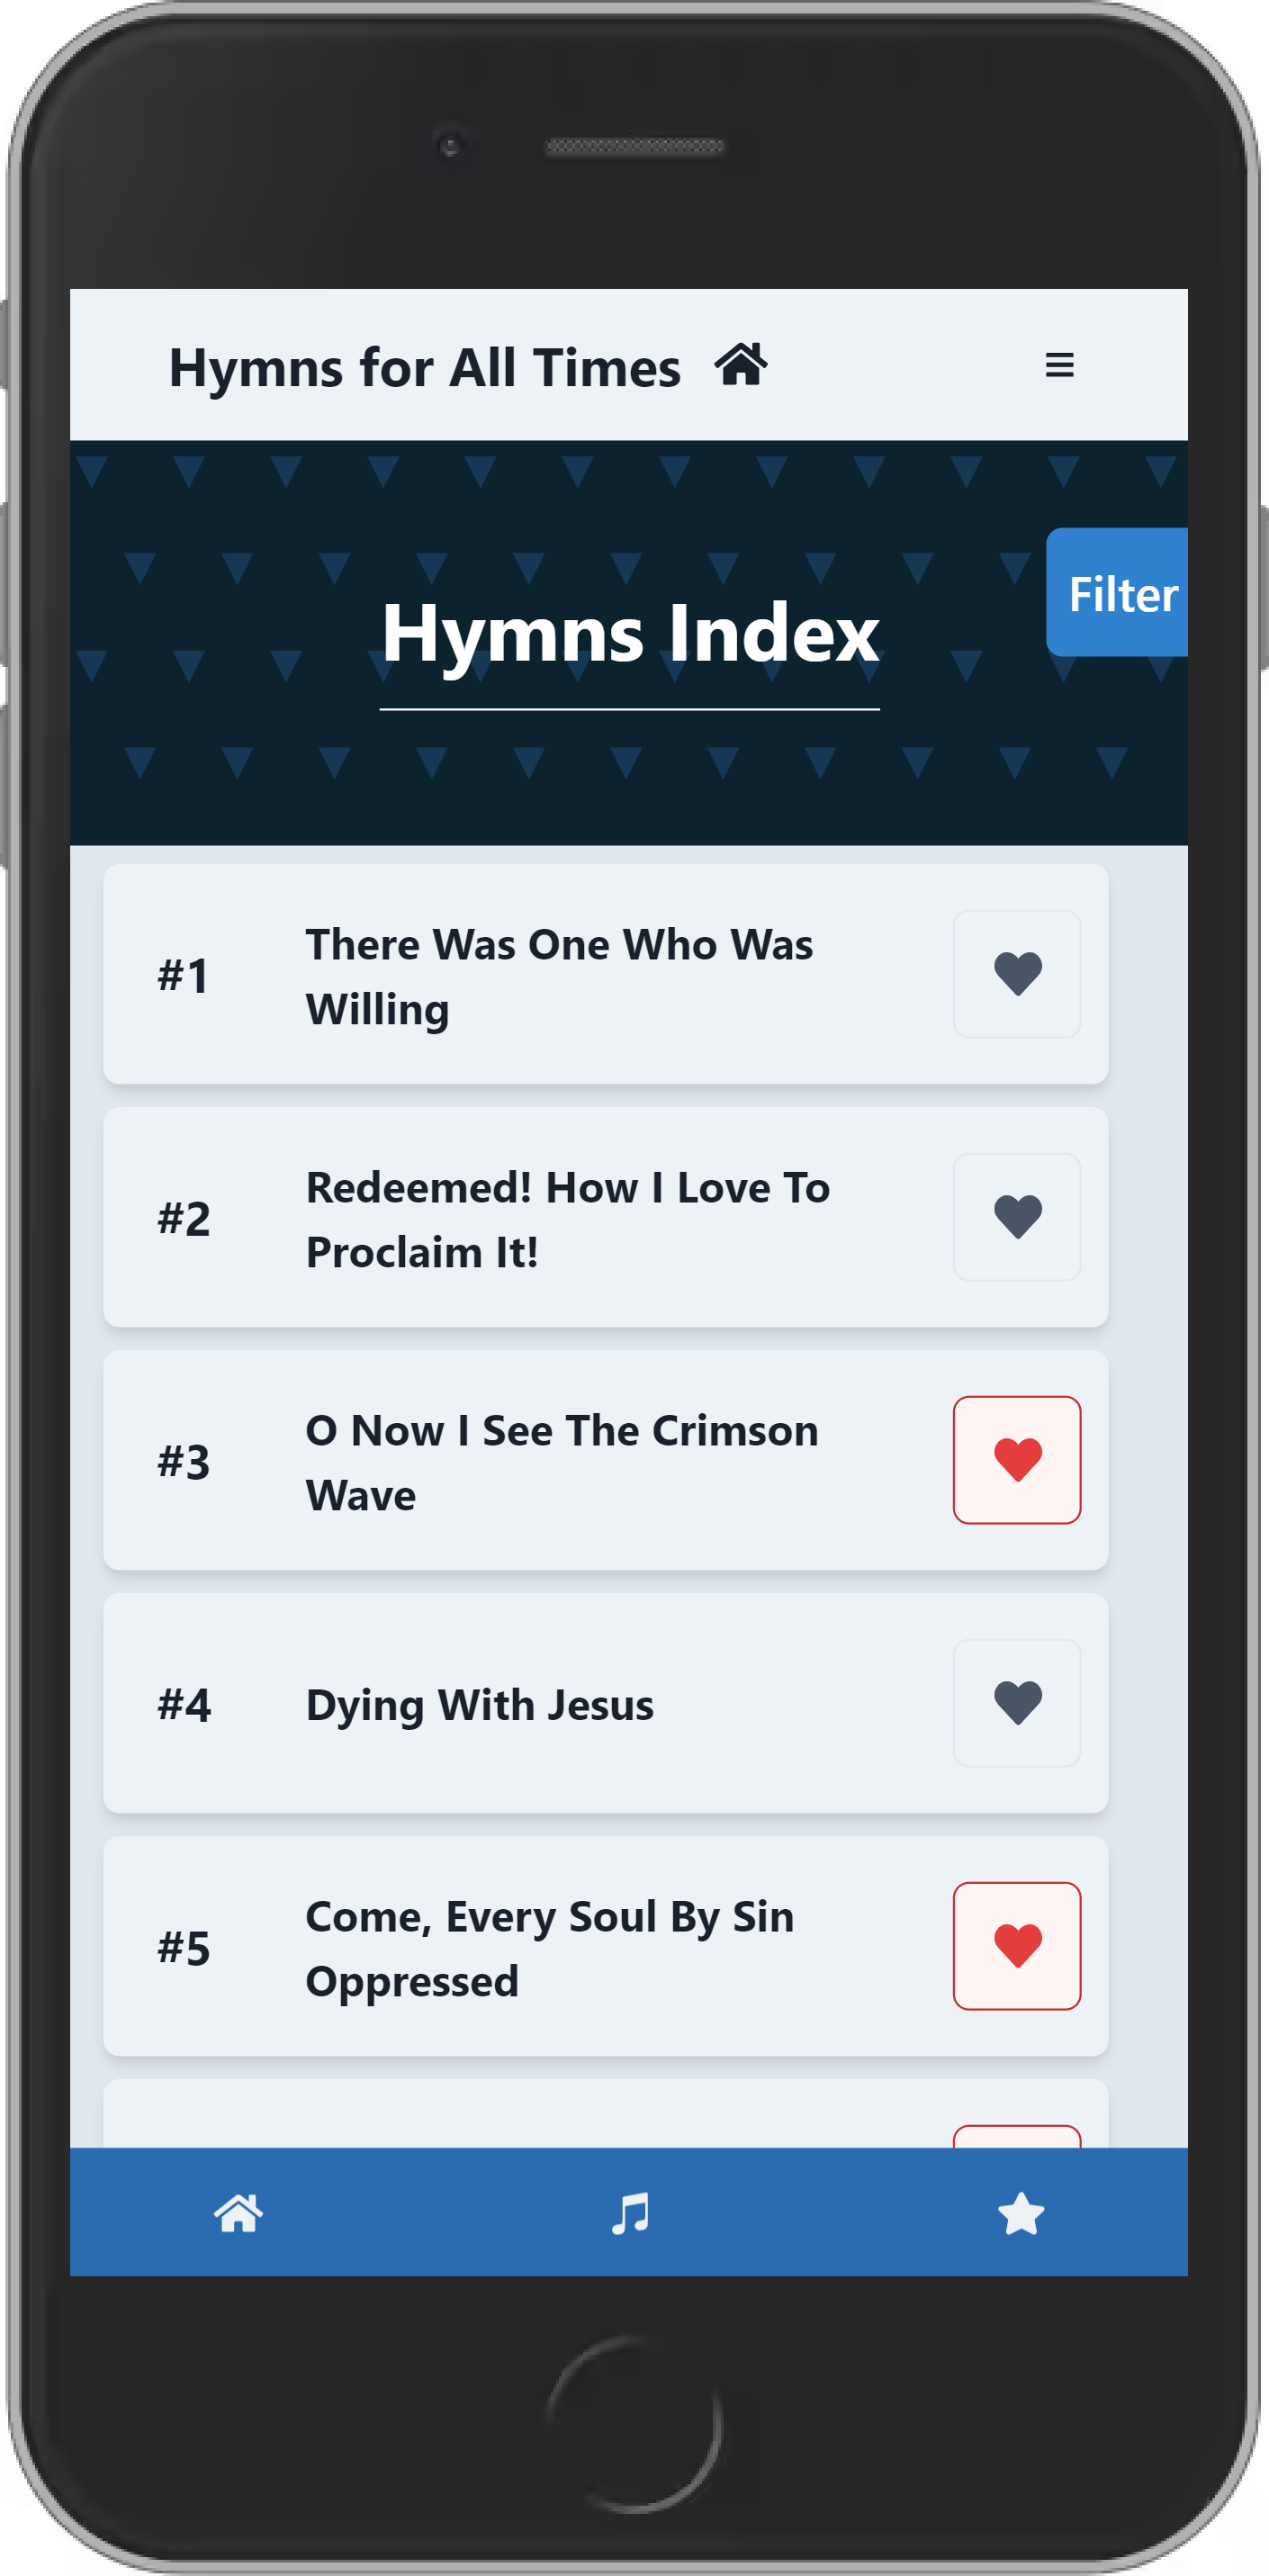 Hymns for All Times
Filter
Hymns Index
#1
There Was One Who Was
Willing
#2
Redeemed! How I Love To
Proclaim It!
#3
O Now I See The Crimson
Wave
#4
Dying With Jesus
#5
Come, Every Soul By Sin
Oppressed